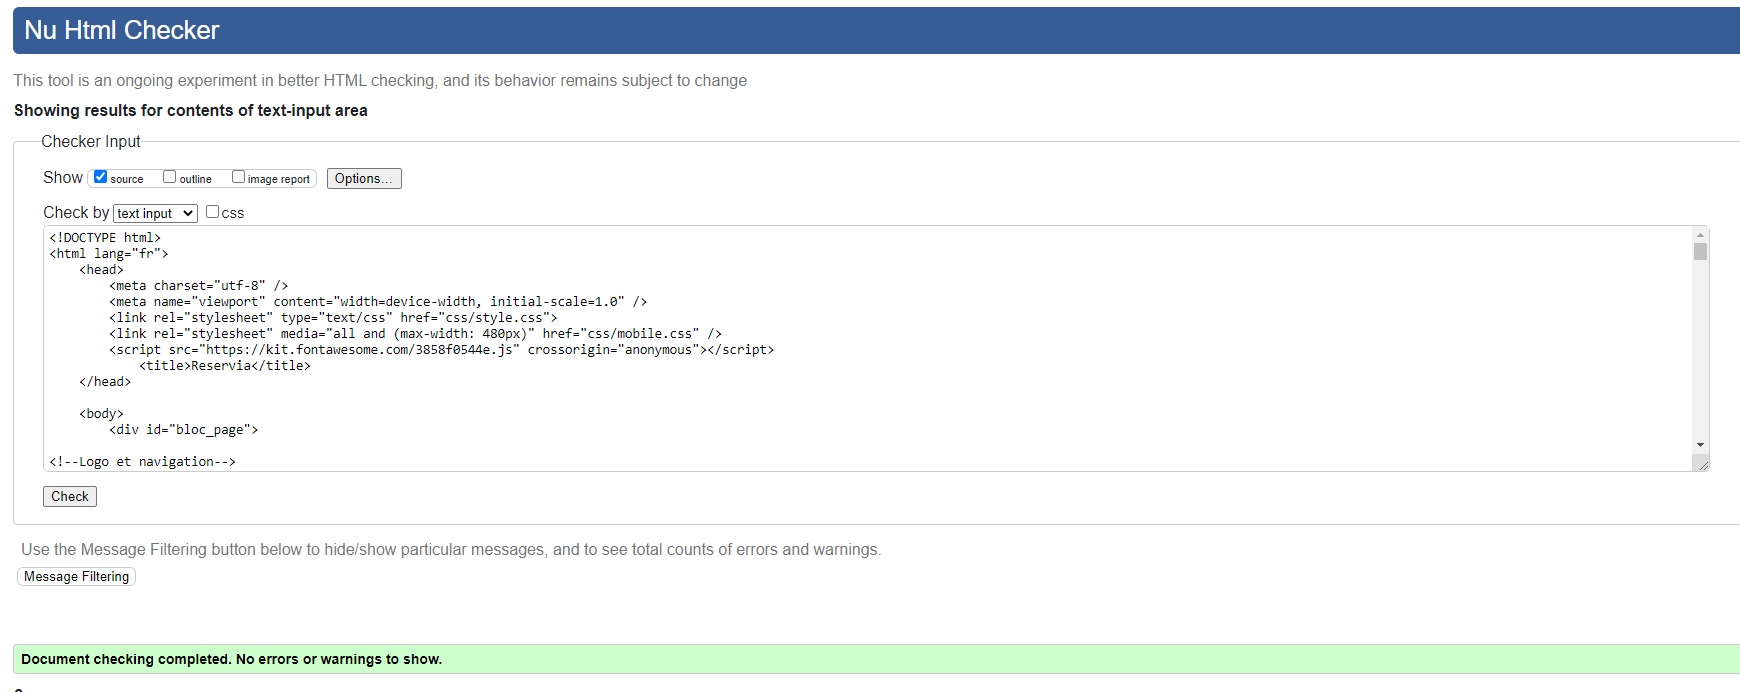 Nu Html Checker
This tool is an ongoing experiment in better HTML checking, and its behavior remains subject to change
Showing results for contents of text-input area
Checker Input
Show source outline image report Options...
Check by text input css
<!DOCTYPE html>
<html lang="fr">
    <head>
        <meta charset="utf-8" />
        <meta name="viewport" content="width=device-width, initial-scale=1.0" />
        <link rel="stylesheet" type="text/css" href="css/style.css">
        <link rel="stylesheet" media="all and (max-width: 480px)" href="css/mobile.css" />
        <script src="https://kit.fontawesome.com/3858f0544e.js" crossorigin="anonymous"></script>
            <title>Reservia</title>
    </head>
    <body>
        <div id="bloc_page">
<!--Logo et navigation-->
Check
Use the Message Filtering button below to hide/show particular messages, and to see total counts of errors and warnings.
Message Filtering
Document checking completed. No errors or warnings to show.